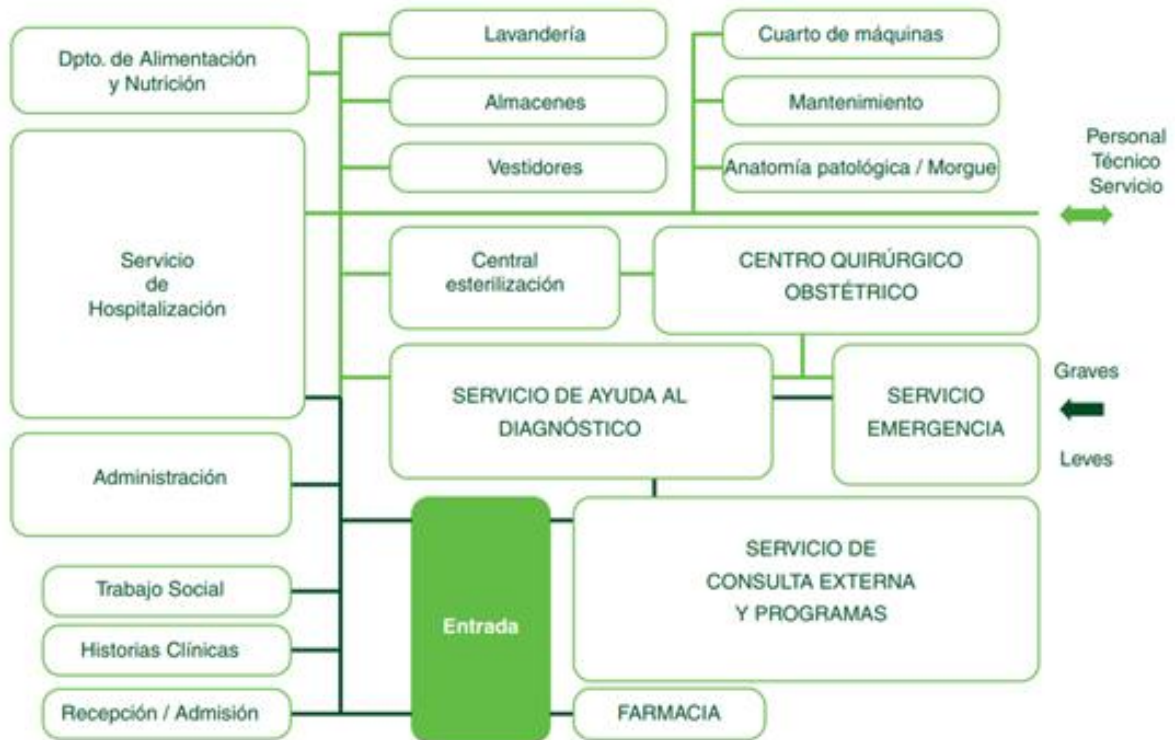 Dpto. de Alimentación
y Nutrición
Lavandería
Cuarto de máquinas
Almacenes
Mantenimiento
Vestidores
Anatomía patológica / Morgue
Personal
Técnico
Servicio
Servicio
de
Hospitalización
Central
esterilización
CENTRO QUIRÚRGICO
OBSTÉTRICO
SERVICIO DE AYUDA AL
DIAGNÓSTICO
SERVICIO
EMERGENCIA
Graves
Leves
Administración
Trabajo Social
Historias Clínicas
Recepción / Admisión
Entrada
SERVICIO DE
CONSULTA EXTERNA
Y PROGRAMAS
FARMACIA